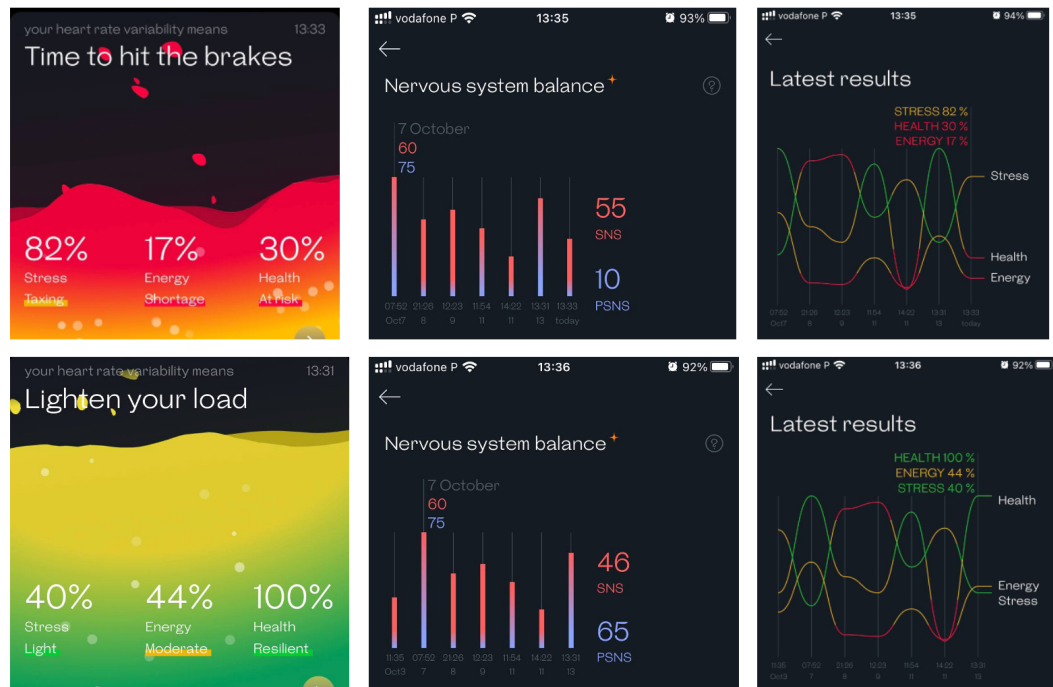 your heart rate variability means 13:33
Time to hit the brakes
82% 17% 30%
Stress Energy Health
Taxing Shortage At risk
vodafone P 13:35 93%
Nervous system balance
7 October
60
75
55
SNS
10
PSNS
07:52 21:26 12:23 11:54 14:22 13:31 13:33
Oct7 8 9 11 11 13 today
vodafone P 13:35 94%
Latest results
STRESS 82 %
HEALTH 30 %
ENERGY 17 %
Stress
Health
Energy
07:52 21:26 12:23 11:54 14:22 13:31 13:33
Oct7 8 9 11 11 13 today
your heart rate variability means 13:31
Lighten your load
40% 44% 100%
Stress Energy Health
Light Moderate Resilient
vodafone P 13:36 92%
Nervous system balance
7 October
60
75
46
SNS
65
PSNS
11:35 07:52 21:26 12:23 11:54 14:22 13:31
Oct3 7 8 9 11 11 13
vodafone P 13:36 92%
Latest results
HEALTH 100 %
ENERGY 44 %
STRESS 40 %
Health
Energy
Stress
11:35 07:52 21:26 12:23 11:54 14:22 13:31
Oct3 7 8 9 11 11 13